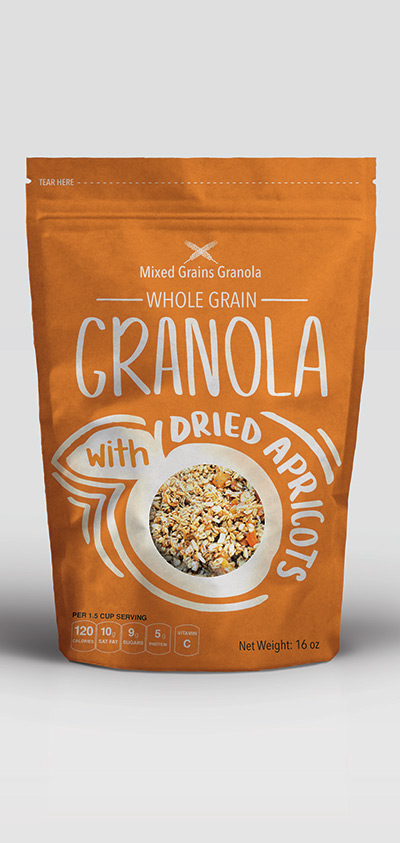 TEAR HERE
Mixed Grains Granola
WHOLE GRAIN
GRANOLA
with DRIED APRICOTS
PER 1.5 CUP SERVING
120 CALORIES
10g SAT FAT
9g SUGARS
5g PROTEIN
VITAMIN C
Net Weight: 16 oz